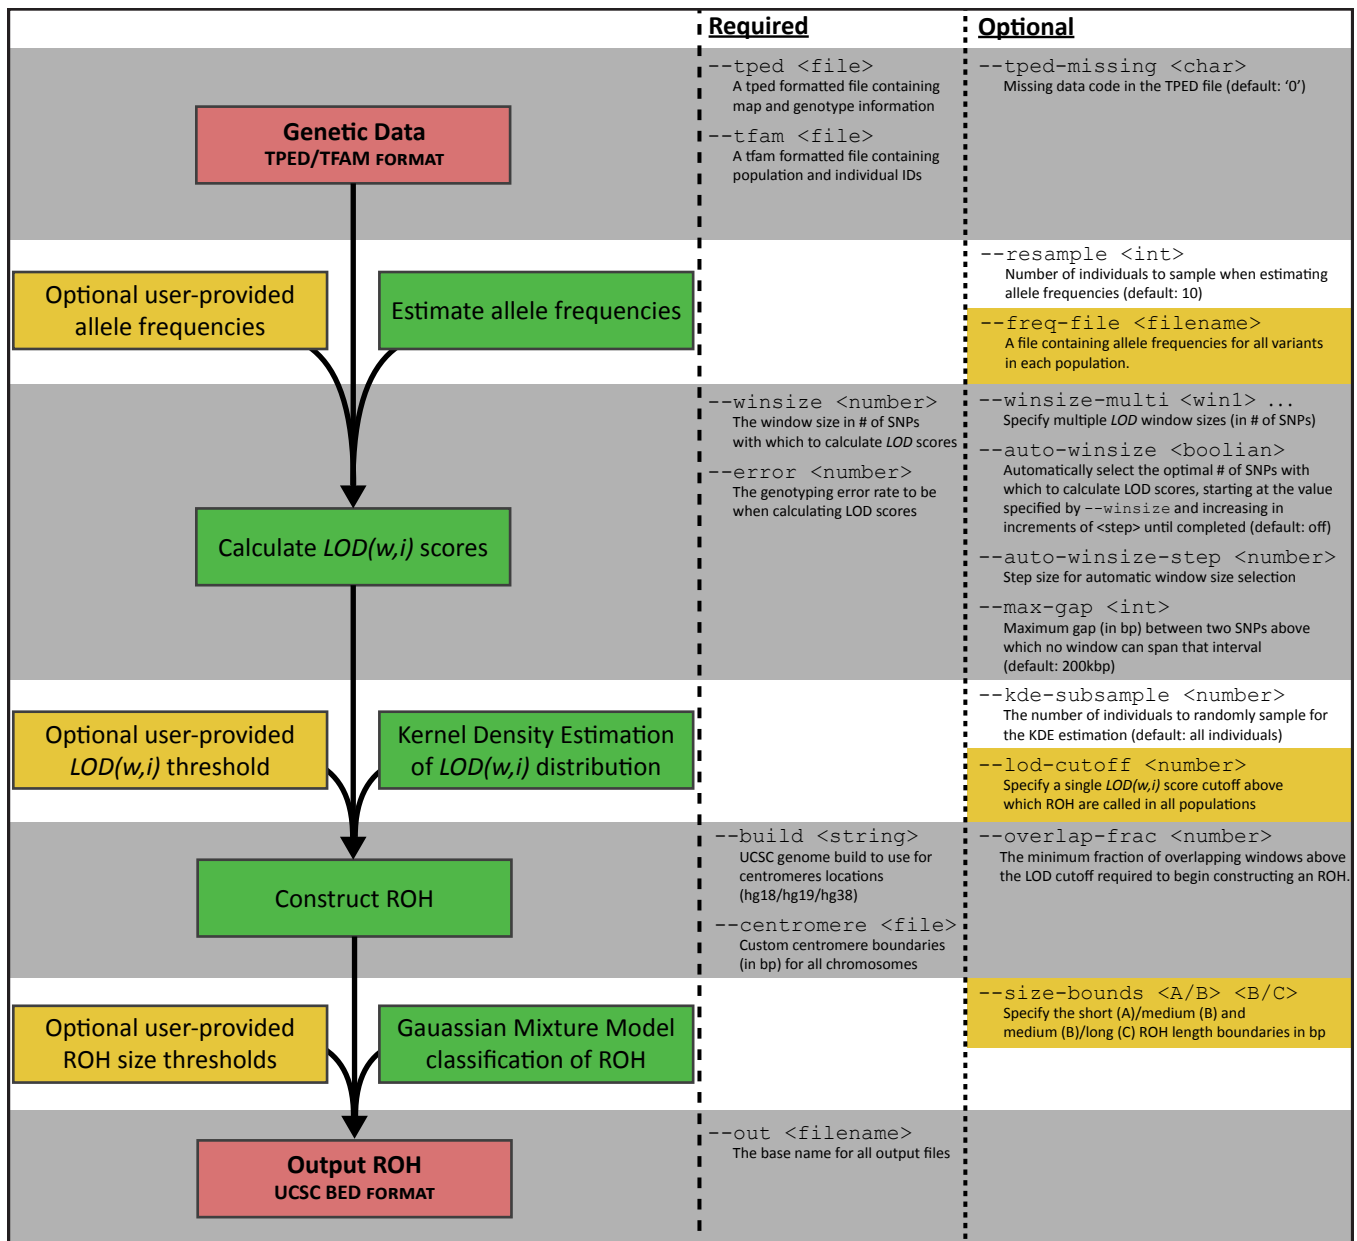 Required
Optional
Genetic Data
TPED/TFAM FORMAT
--tped <file>
A tped formatted file containing
map and genotype information
--tfam <file>
A tfam formatted file containing
population and individual IDs
--tped-missing <char>
Missing data code in the TPED file (default: ‘0’)
Optional user-provided
allele frequencies
Estimate allele frequencies
--resample <int>
Number of individuals to sample when estimating
allele frequencies (default: 10)
--freq-file <filename>
A file containing allele frequencies for all variants
in each population.
Calculate LOD(w,i) scores
--winsize <number>
The window size in # of SNPs
with which to calculate LOD scores
--error <number>
The genotyping error rate to be
when calculating LOD scores
--winsize-multi <win1> ...
Specify multiple LOD window sizes (in # of SNPs)
--auto-winsize <boolian>
Automatically select the optimal # of SNPs with
which to calculate LOD scores, starting at the value
specified by --winsize and increasing in
increments of <step> until completed (default: off)
--auto-winsize-step <number>
Step size for automatic window size selection
--max-gap <int>
Maximum gap (in bp) between two SNPs above
which no window can span that interval
(default: 200kbp)
Optional user-provided
LOD(w,i) threshold
Kernel Density Estimation
of LOD(w,i) distribution
--kde-subsample <number>
The number of individuals to randomly sample for
the KDE estimation (default: all individuals)
--lod-cutoff <number>
Specify a single LOD(w,i) score cutoff above
which ROH are called in all populations
Construct ROH
--build <string>
UCSC genome build to use for
centromeres locations
(hg18/hg19/hg38)
--centromere <file>
Custom centromere boundaries
(in bp) for all chromosomes
--overlap-frac <number>
The minimum fraction of overlapping windows above
the LOD cutoff required to begin constructing an ROH.
Optional user-provided
ROH size thresholds
Gauassian Mixture Model
classification of ROH
--size-bounds <A/B> <B/C>
Specify the short (A)/medium (B) and
medium (B)/long (C) ROH length boundaries in bp
Output ROH
UCSC BED FORMAT
--out <filename>
The base name for all output files